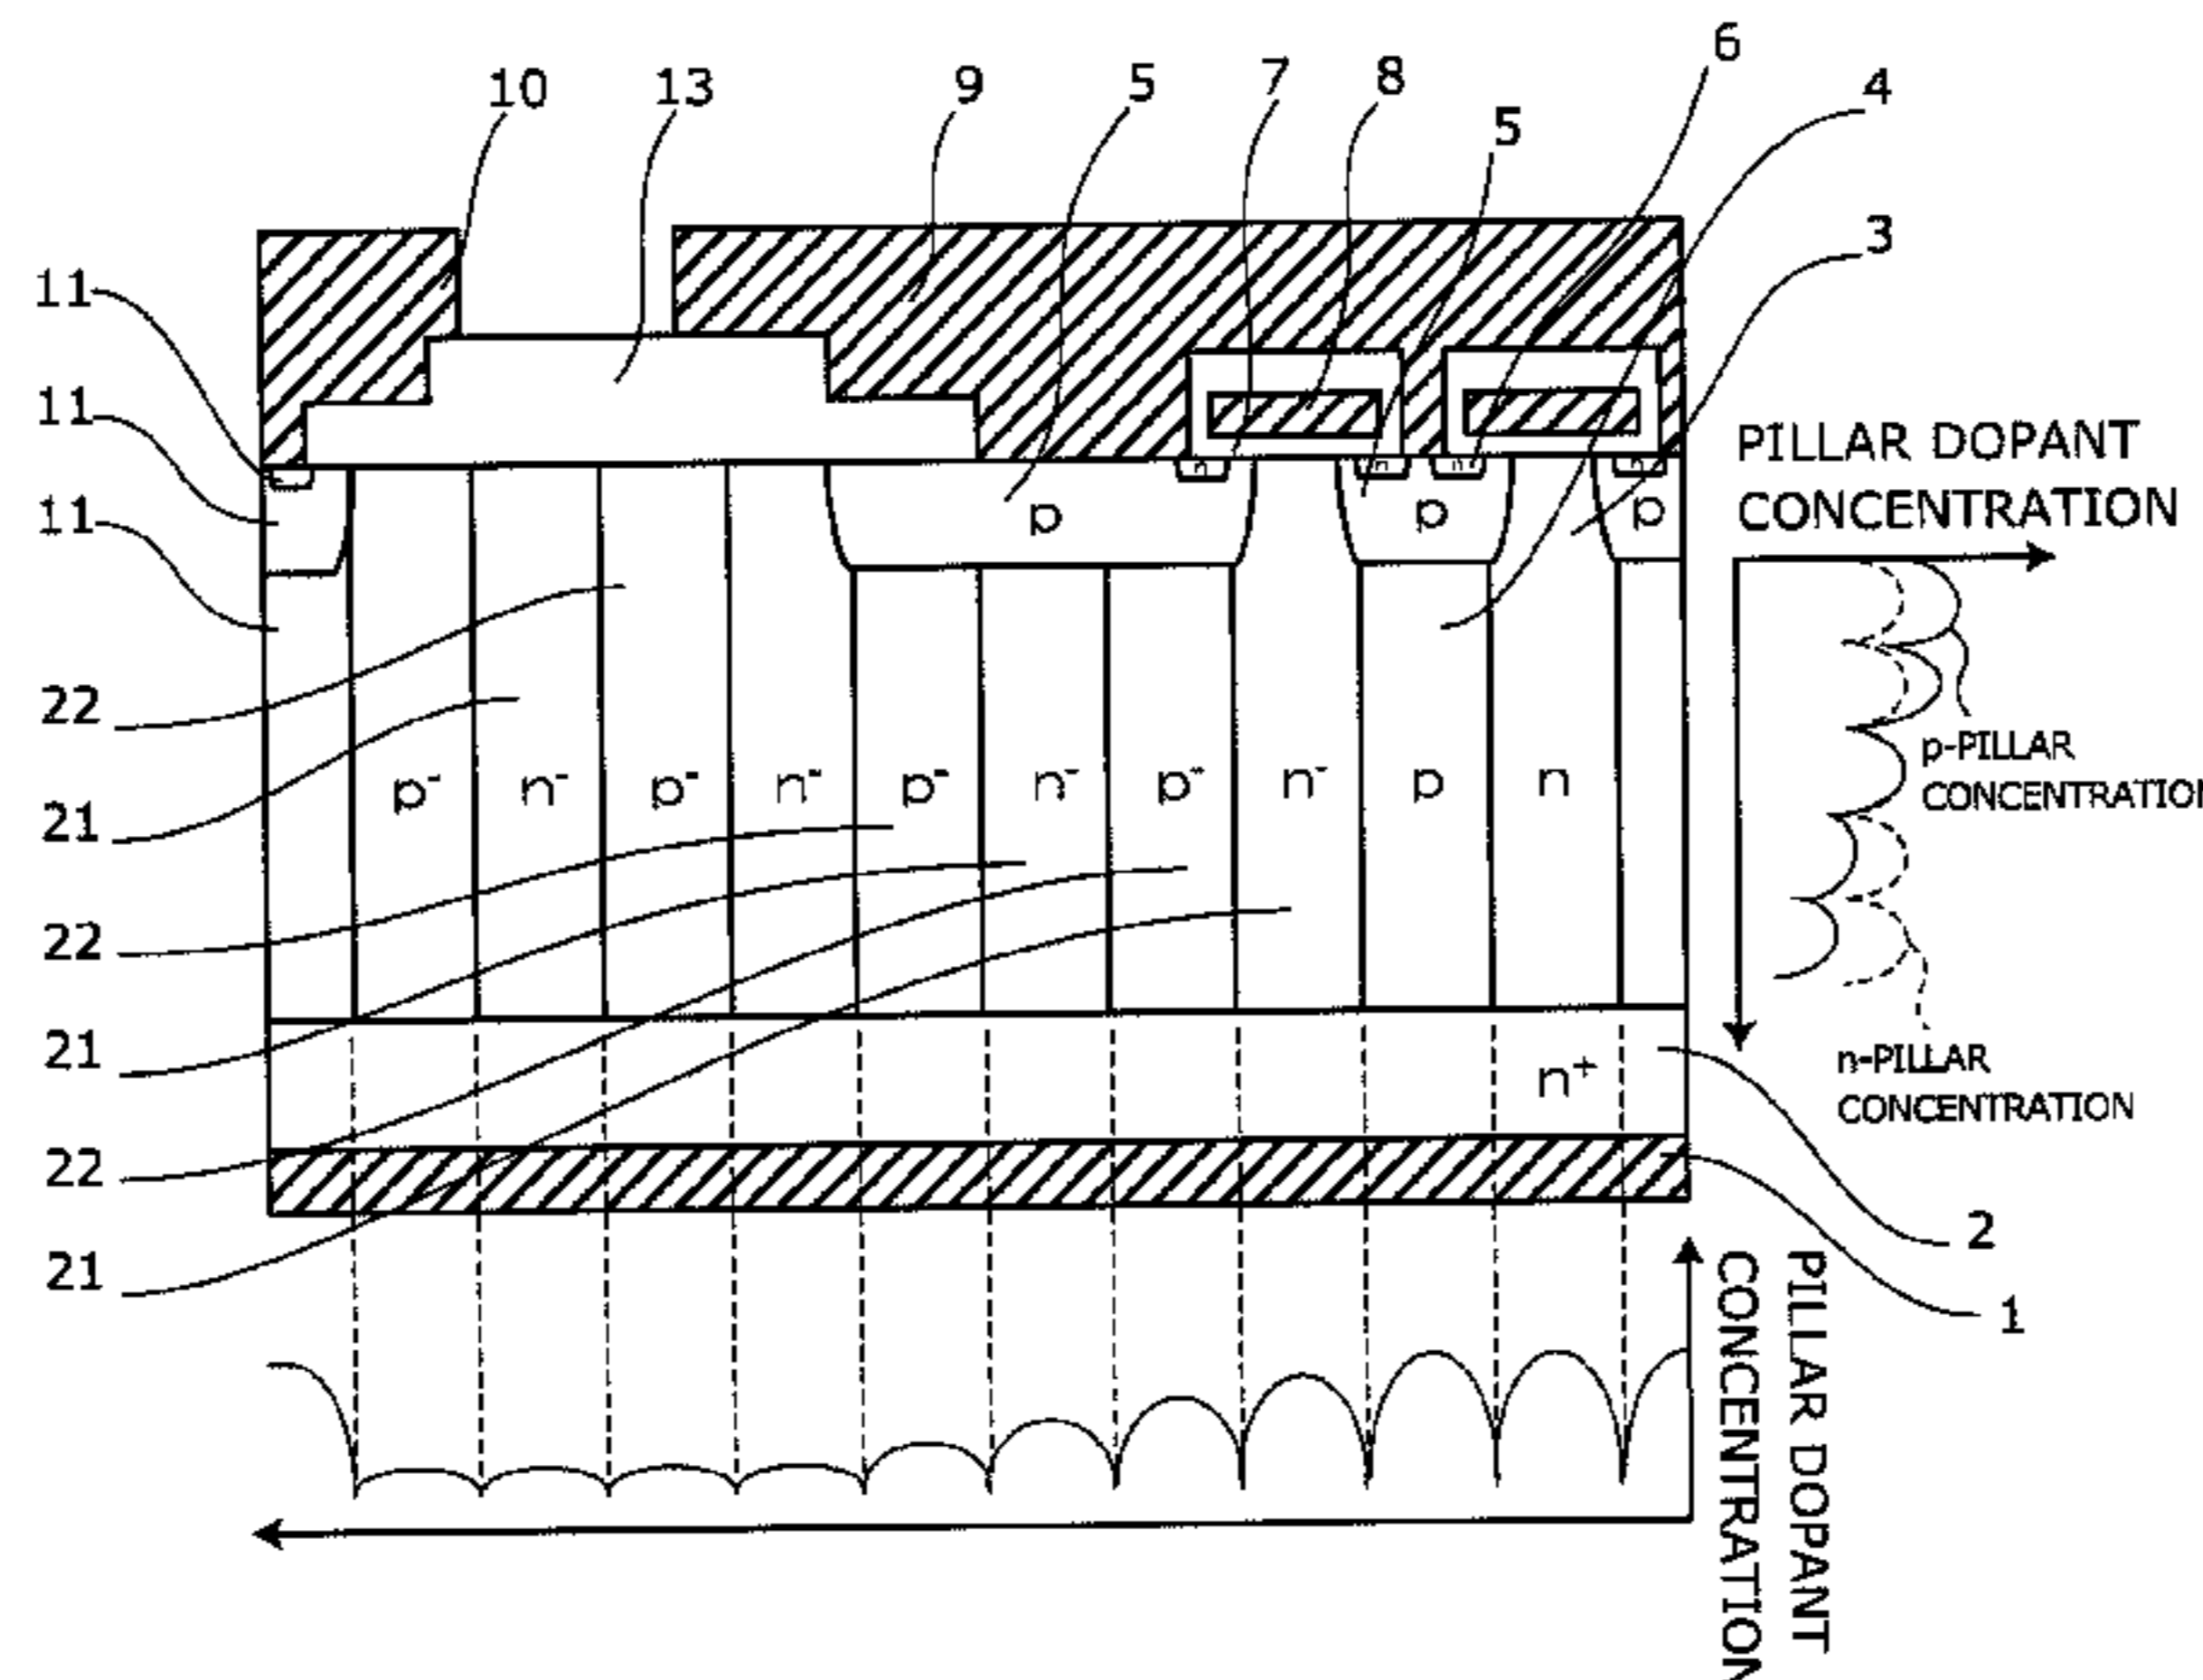 10 13 9 5 7 8 5 6 4
3
11
11
11
PILLAR DOPANT
CONCENTRATION
n n n n
p p p
22
21
p-PILLAR
CONCENTRATION
p- n- p- n- p- n- p- n- p n
22
21
n+
n-PILLAR
CONCENTRATION
22
21
2
1
PILLAR DOPANT
CONCENTRATION